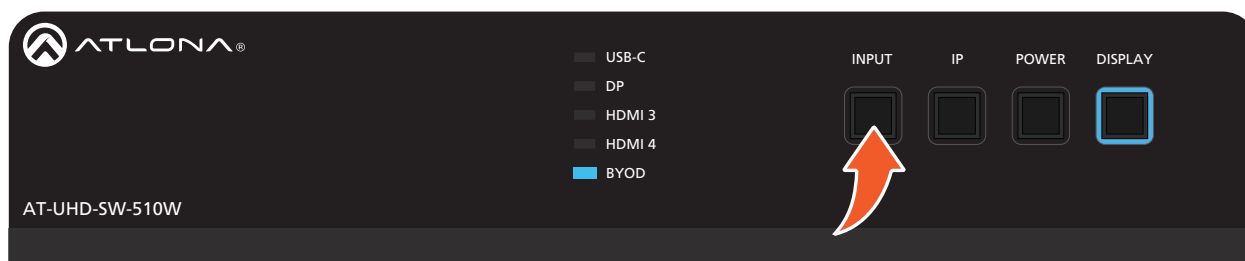 ATLONA®
USB-C
DP
HDMI 3
HDMI 4
BYOD
INPUT IP POWER DISPLAY
AT-UHD-SW-510W